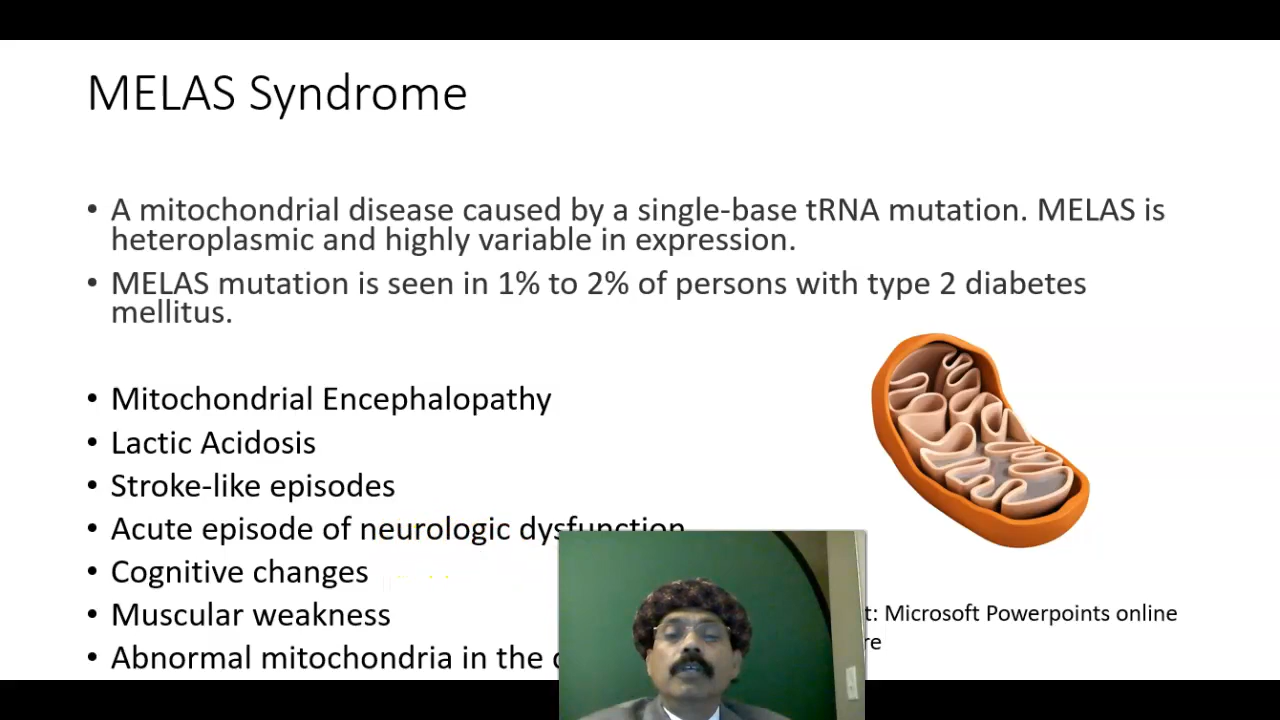 MELAS Syndrome
• A mitochondrial disease caused by a single-base tRNA mutation. MELAS is
heteroplasmic and highly variable in expression.
• MELAS mutation is seen in 1% to 2% of persons with type 2 diabetes
mellitus.
• Mitochondrial Encephalopathy
• Lactic Acidosis
• Stroke-like episodes
• Acute episode of neurologic dysfunction
• Cognitive changes
• Muscular weakness
• Abnormal mitochondria in the
Microsoft Powerpoints online